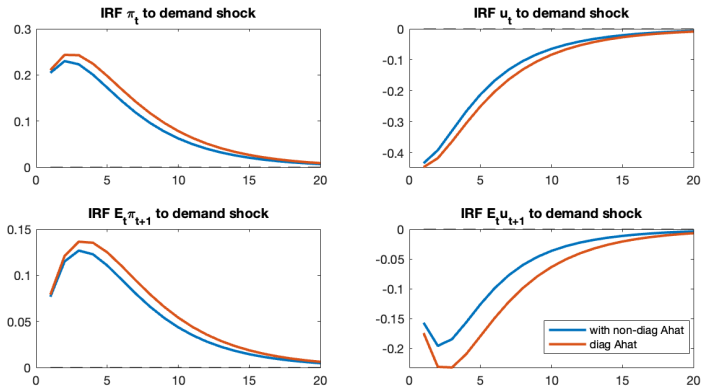 IRF π_t to demand shock
0.3
0.2
0.1
0
0 5 10 15 20
IRF u_t to demand shock
0
-0.1
-0.2
-0.3
-0.4
0 5 10 15 20
IRF E_tπ_{t+1} to demand shock
0.15
0.1
0.05
0
0 5 10 15 20
IRF E_tu_{t+1} to demand shock
0
-0.05
-0.1
-0.15
-0.2
0 5 10 15 20
with non-diag Ahat
diag Ahat